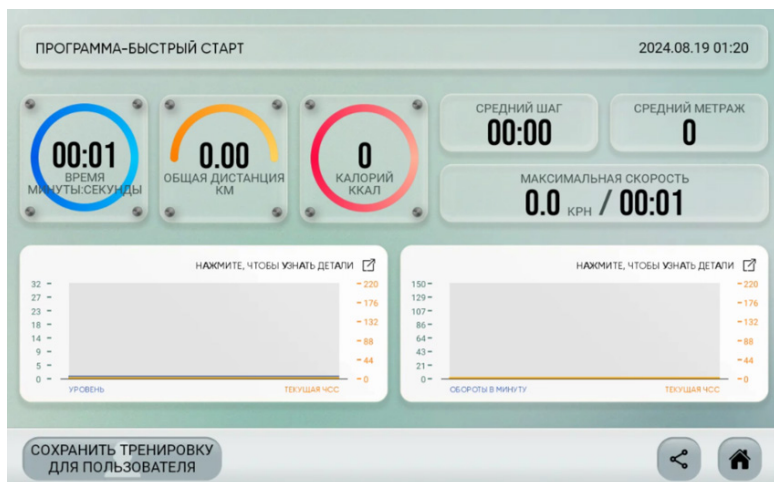 ПРОГРАММА-БЫСТРЫЙ СТАРТ
2024.08.19 01:20
00:01
ВРЕМЯ
МИНУТЫ:СЕКУНДЫ
0.00
ОБЩАЯ ДИСТАНЦИЯ
КМ
0
КАЛОРИЙ
ККАЛ
СРЕДНИЙ ШАГ
00:00
СРЕДНИЙ МЕТРАЖ
0
МАКСИМАЛЬНАЯ СКОРОСТЬ
0.0 КРН / 00:01
НАЖМИТЕ, ЧТОБЫ УЗНАТЬ ДЕТАЛИ
32 220
27 176
23
18 132
14 88
9 44
5
0 0
УРОВЕНЬ ТЕКУЩАЯ ЧСС
НАЖМИТЕ, ЧТОБЫ УЗНАТЬ ДЕТАЛИ
150 220
129 176
107
86 132
64 88
43 44
21
0 0
ОБОРОТЫ В МИНУТУ ТЕКУЩАЯ ЧСС
СОХРАНИТЬ ТРЕНИРОВКУ
ДЛЯ ПОЛЬЗОВАТЕЛЯ